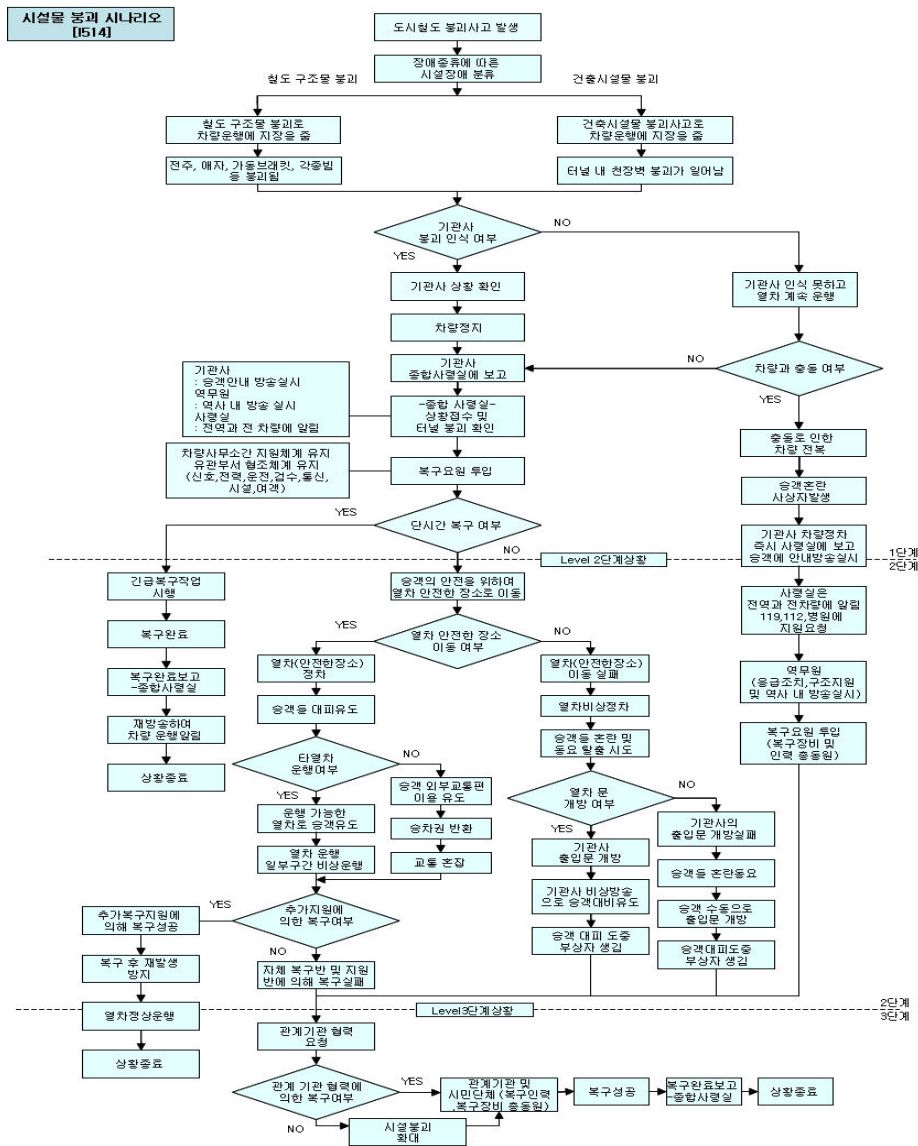 시설물 붕괴 시나리오
[I514]
도시철도 붕괴사고 발생
장애종류에 따른
시설장애 분류
철도 구조물 붕괴
건축시설물 붕괴
철도 구조물 붕괴로
차량운행에 지장을 줌
건축시설물 붕괴사고로
차량운행에 지장을 줌
전주, 애자, 가동브래킷, 각종빔
등 붕괴됨
터널 내 천장벽 붕괴가 일어남
기관사
붕괴 인식 여부
NO
YES
기관사 상황 확인
기관사 인식 못하고
열차 계속 운행
차량정지
기관사
종합사령실에 보고
NO
차량과 충돌 여부
YES
기관사
: 승객안내 방송실시
역무원
: 역사 내 방송 실시
사령실
: 전역과 전 차량에 알림
-종합 사령실-
상황접수 및
터널 붕괴 확인
충돌로 인한
차량 전복
차량사무소간 지원체계 유지
유관부서 협조체계 유지
(신호,전력,운전,검수,통신,
시설,여객)
복구요원 투입
승객혼란
사상자발생
YES
단시간 복구 여부
NO
기관사 차량정차
즉시 사령실에 보고
승객에 안내방송실시
Level 2단계상황
1단계
2단계
긴급복구작업
시행
승객의 안전을 위하며
열차 안전한 장소로 이동
사령실은
전역과 전차량에 알림
119,112,병원에
지원요청
복구완료
YES
열차 안전한 장소
이동 여부
NO
복구완료보고
-종합사령실
열차(안전한장소)
정차
열차(안전한장소)
이동 실패
역무원
(응급조치,구조지원
및 역사 내 방송실시)
재방송하며
차량 운행알림
승객을 대피유도
열차비상정차
복구요원 투입
(복구장비 및
인력 총동원)
상황종료
타열차
운행여부
NO
승객들 혼란 및
동요 탈출 시도
YES
승객 외부교통편
이용 유도
열차 문
개방 여부
NO
운행 가능한
열차로 승객유도
승차권 반환
YES
기관사
출입문 개방
기관사의
출입문 개방실패
열차 운행
일부구간 비상운행
교통 혼잡
기관사 비상방송
으로 승객대비유도
승객들 혼란동요
추가복구지원에
의해 복구성공
YES
추가지원에
의한 복구여부
승객 수동으로
출입문 개방
승객 대피 도중
부상자 생김
복구 후 재발생
방지
NO
자체 복구반 및 지원
반에 의해 복구실패
승객대피도중
부상자 생김
열차정상운행
Level3단계상황
2단계
3단계
관계기관 협력
요청
상황종료
관계 기관 협력에
의한 복구여부
YES
관계기관 및
시민단체 (복구인력
,복구장비 총동원)
복구성공
복구완료보고
-종합사령실
상황종료
NO
시설붕괴
확대